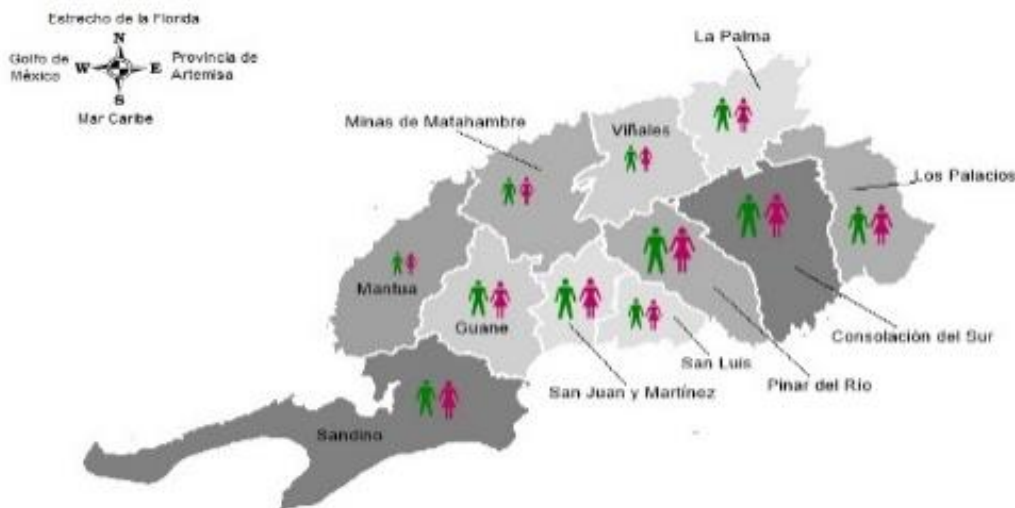 Estrecho de la Florida
N
Golfo de
México
W
E
Provincia de
Artemisa
S
Mar Caribe
La Palma
Minas de Matahambre
Viñales
Los Palacios
Mantua
Guane
Consolación del Sur
San Luis
Pinar del Río
San Juan y Martínez
Sandino